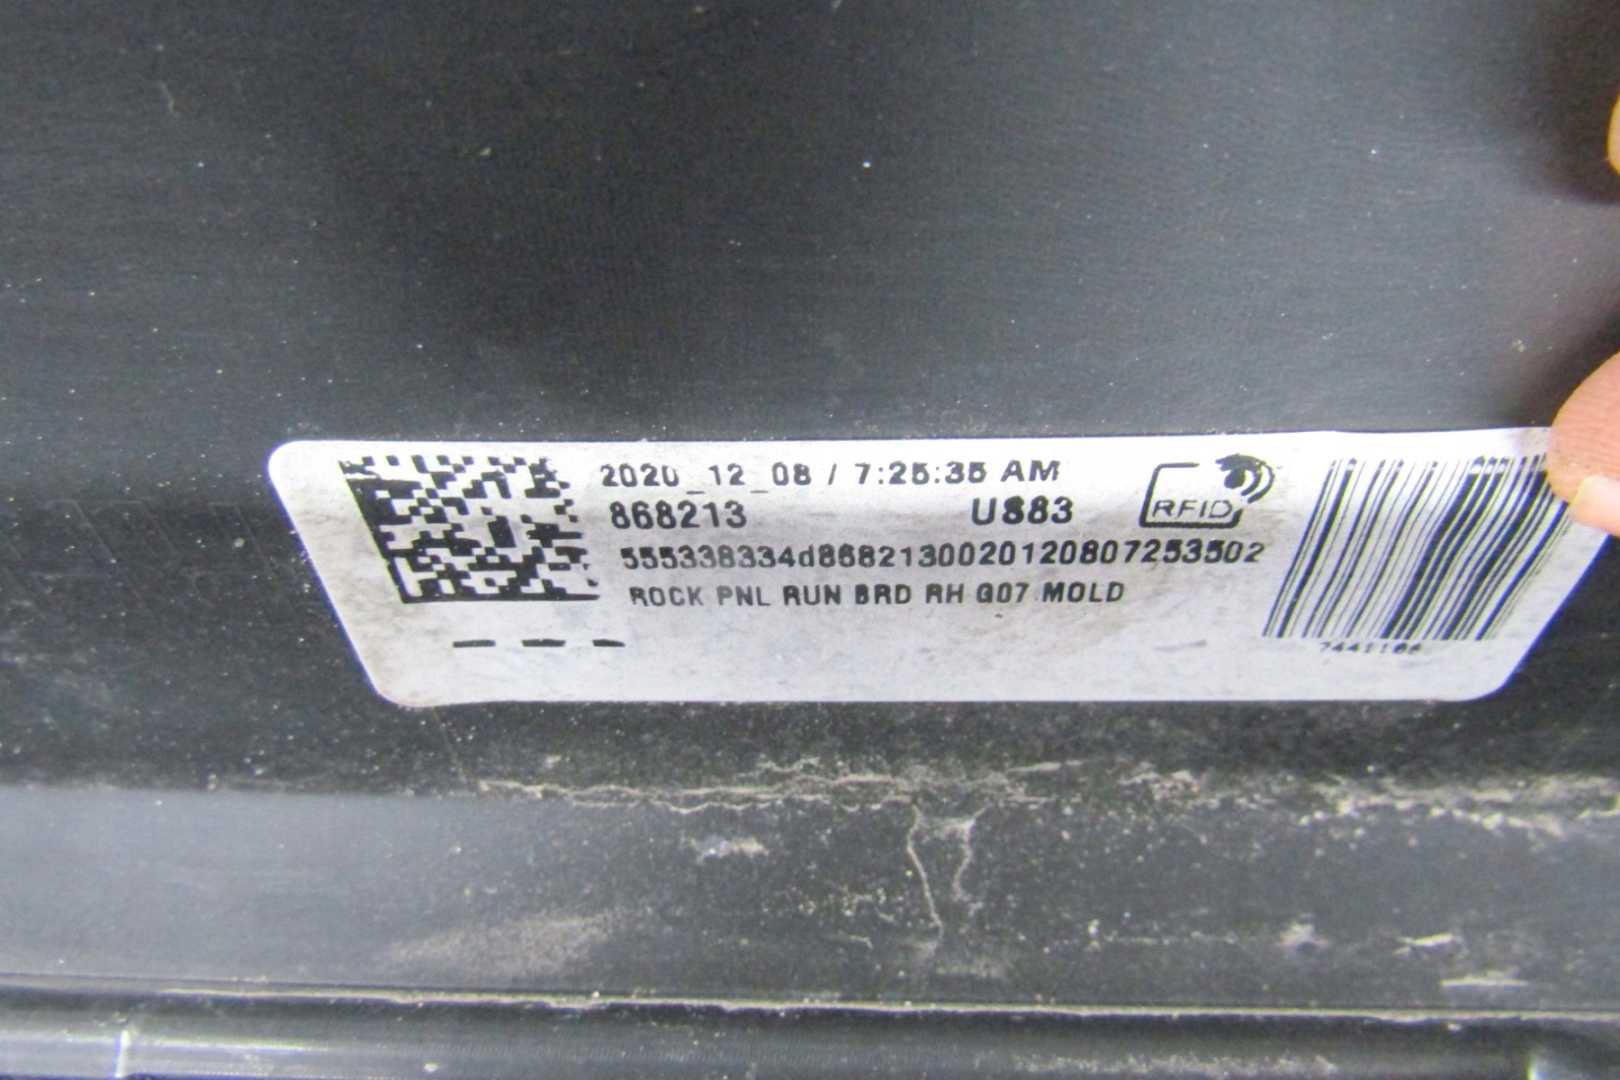 2020_12_08 / 7:25:35 AM
868213 US83
RFID
555338334d8682130020120807253502
ROCK PNL RUN BRD RH G07 MOLD